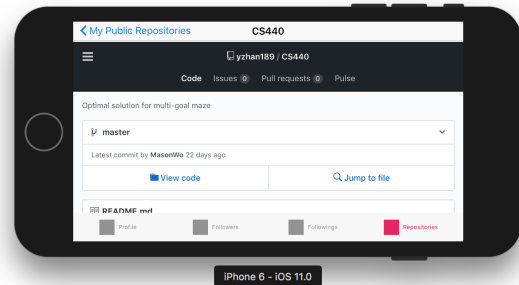 My Public Repositories CS440
yzhan189 / CS440
Code Issues 0 Pull requests 0 Pulse
Optimal solution for multi-goal maze
master
Latest commit by MasonWo 22 days ago
View code Jump to file
README.md
Profile Followers Followings Repositories
iPhone 6 - iOS 11.0